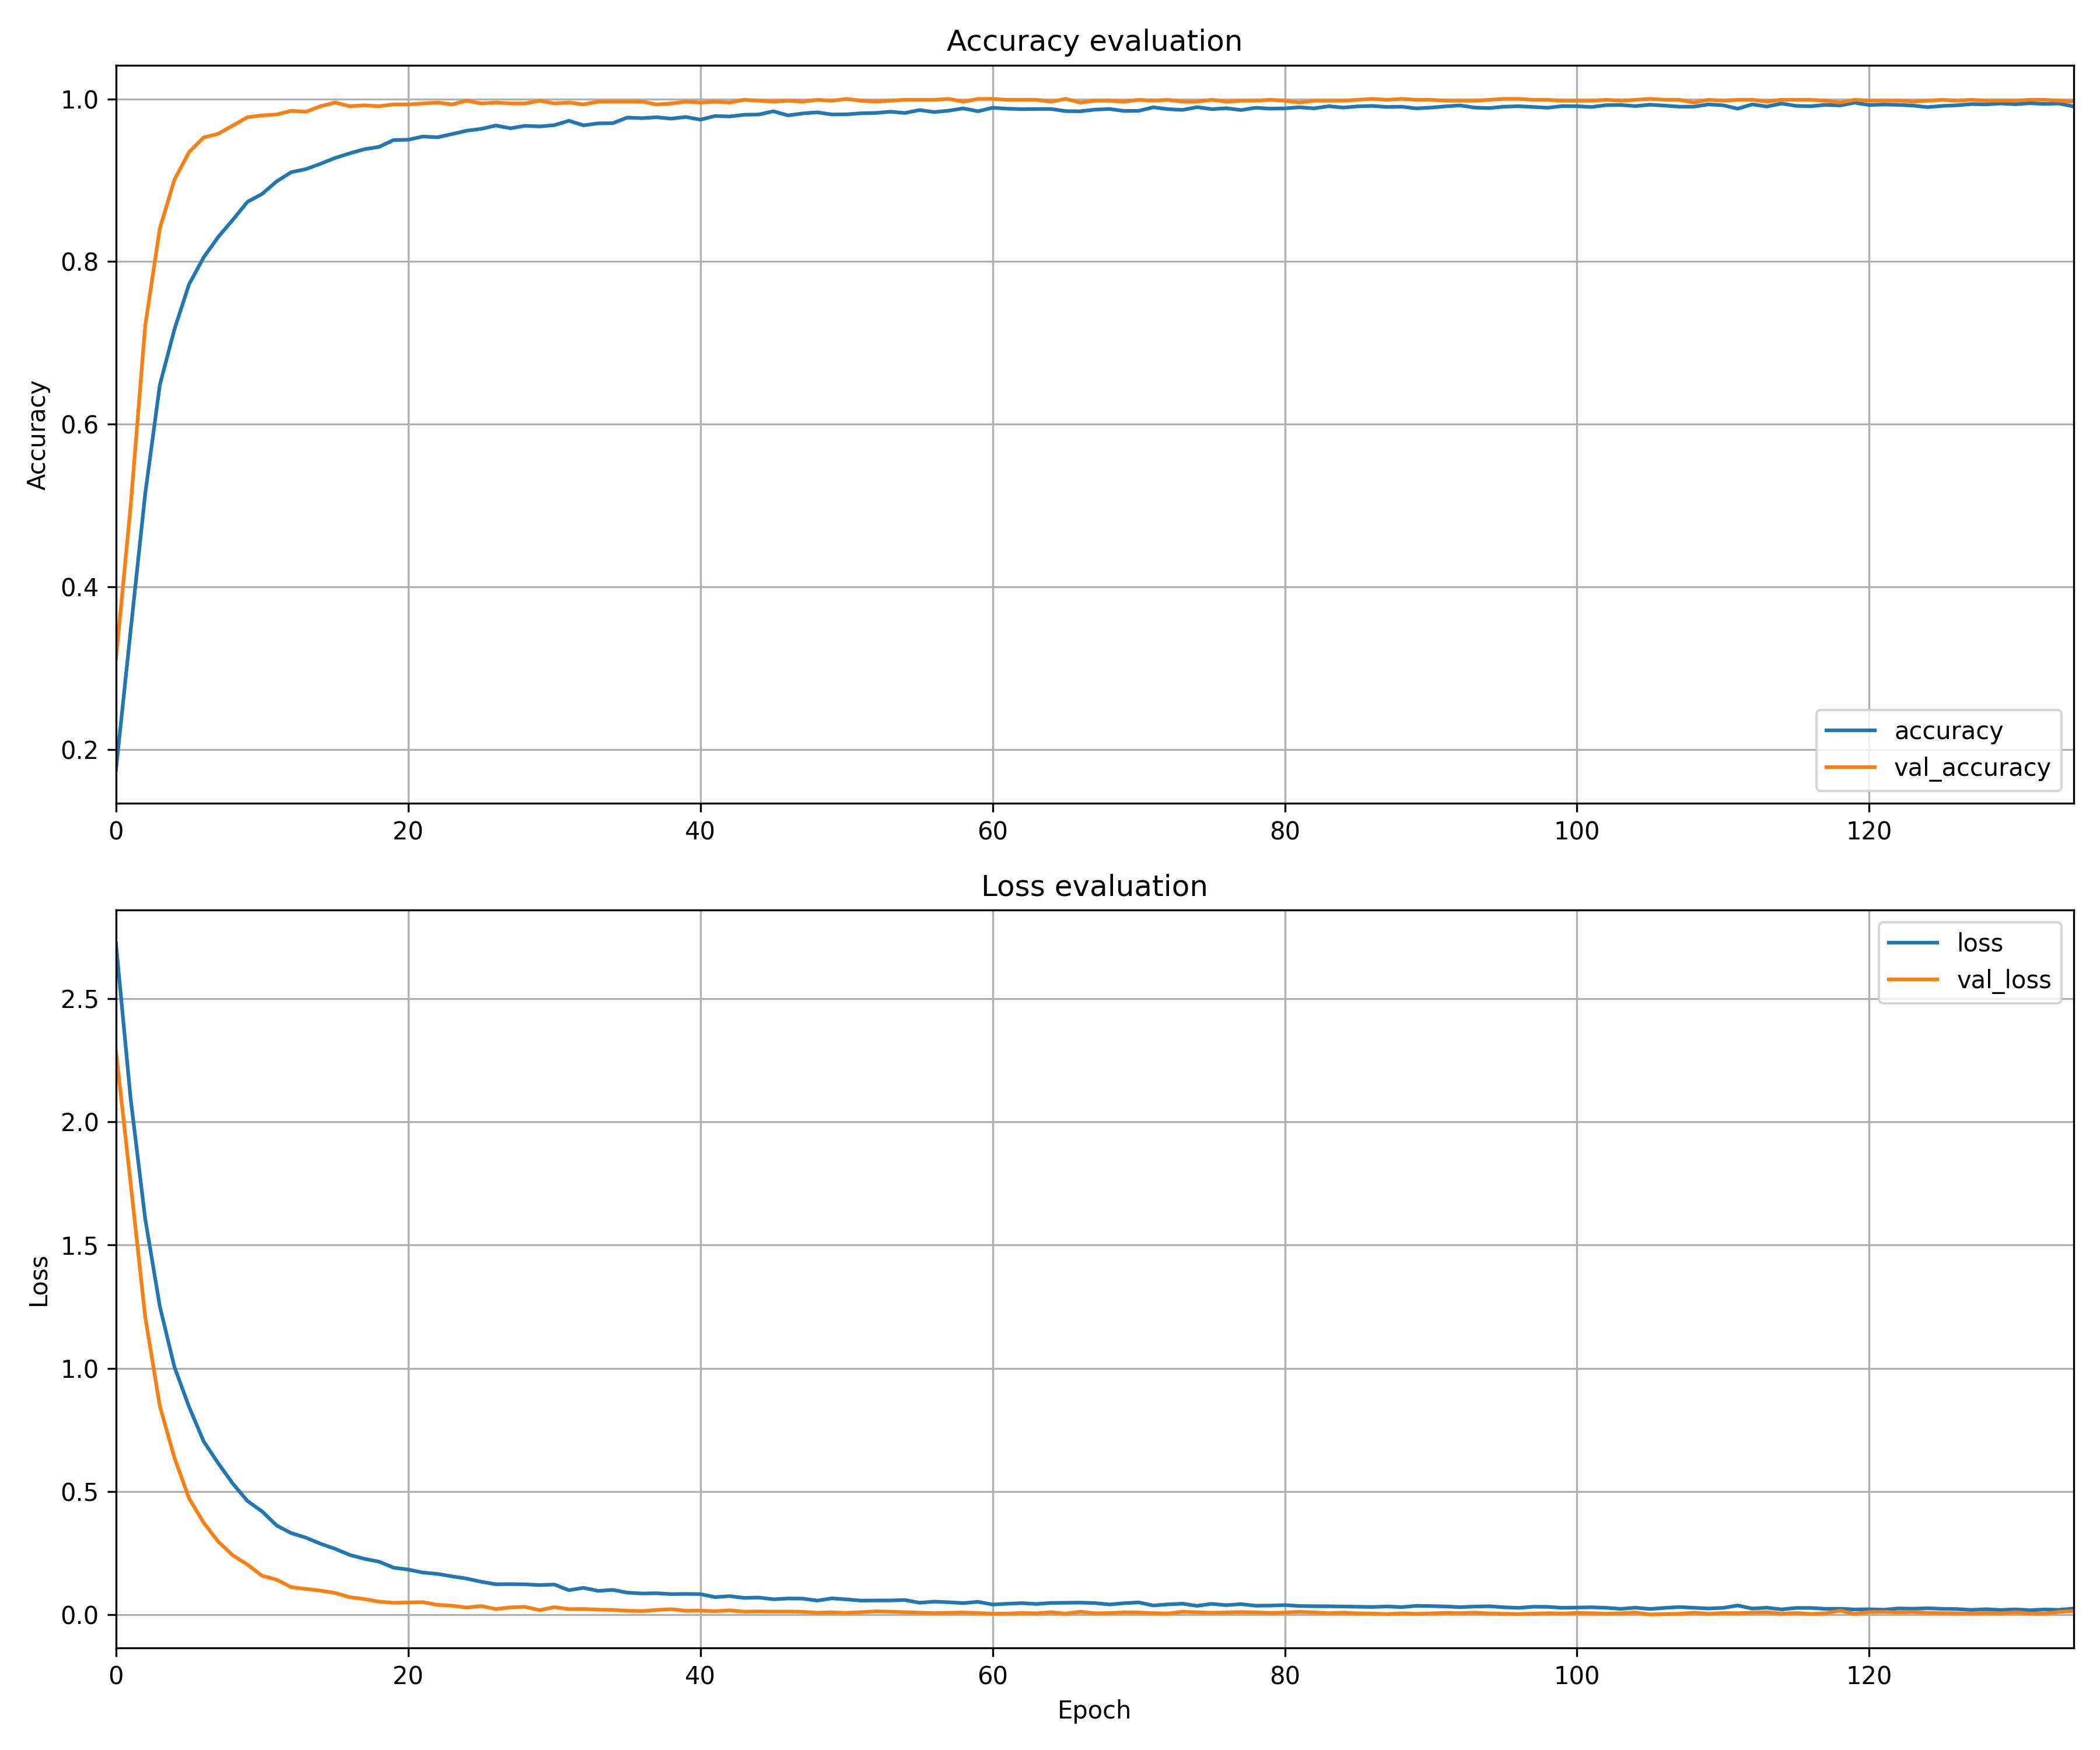 Accuracy evaluation
1.0
0.8
0.6
0.4
0.2
Accuracy
accuracy
val_accuracy
0 20 40 60 80 100 120
Loss evaluation
2.5
2.0
1.5
1.0
0.5
0.0
Loss
loss
val_loss
0 20 40 60 80 100 120
Epoch